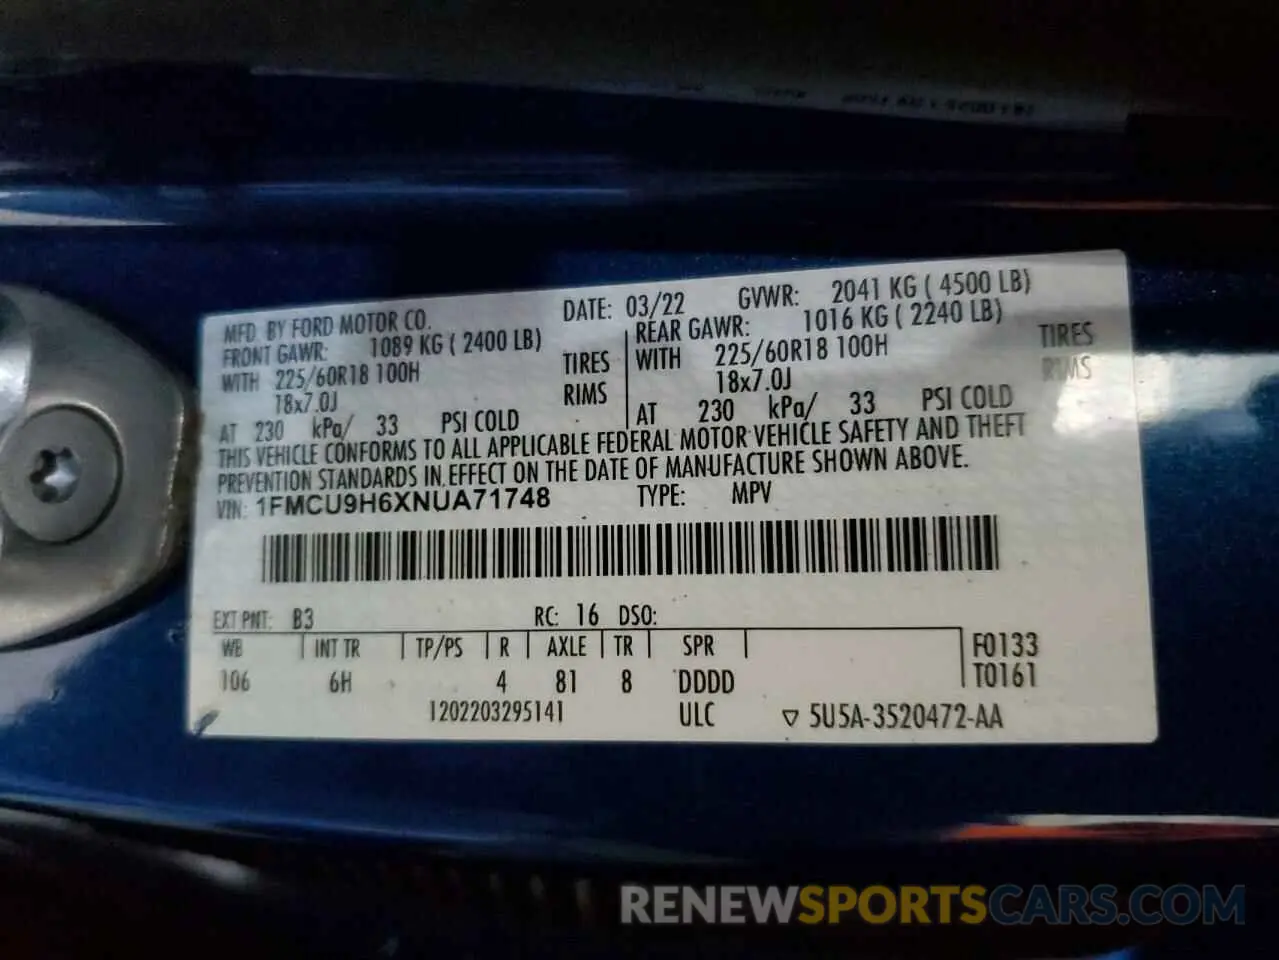 MFD. BY FORD MOTOR CO. DATE: 03/22 GVWR: 2041 KG ( 4500 LB)
FRONT GAWR: 1089 KG ( 2400 LB) REAR GAWR: 1016 KG ( 2240 LB)
WITH 225/60R18 100H TIRES WITH 225/60R18 100H TIRES
18x7.0J RIMS 18x7.0J RIMS
AT 230 kPa/ 33 PSI COLD AT 230 kPa/ 33 PSI COLD
THIS VEHICLE CONFORMS TO ALL APPLICABLE FEDERAL MOTOR VEHICLE SAFETY AND THEFT
PREVENTION STANDARDS IN EFFECT ON THE DATE OF MANUFACTURE SHOWN ABOVE.
VIN: 1FMCU9H6XNUA71748 TYPE: MPV
EXT PNT: B3 RC: 16 DSO:
WB INT TR TP/PS R AXLE TR SPR F0133
106 6H 4 81 8 DDDD T0161
1202203295141 ULC ▽ 5U5A-3520472-AA
RENEWSPORTSCARS.COM